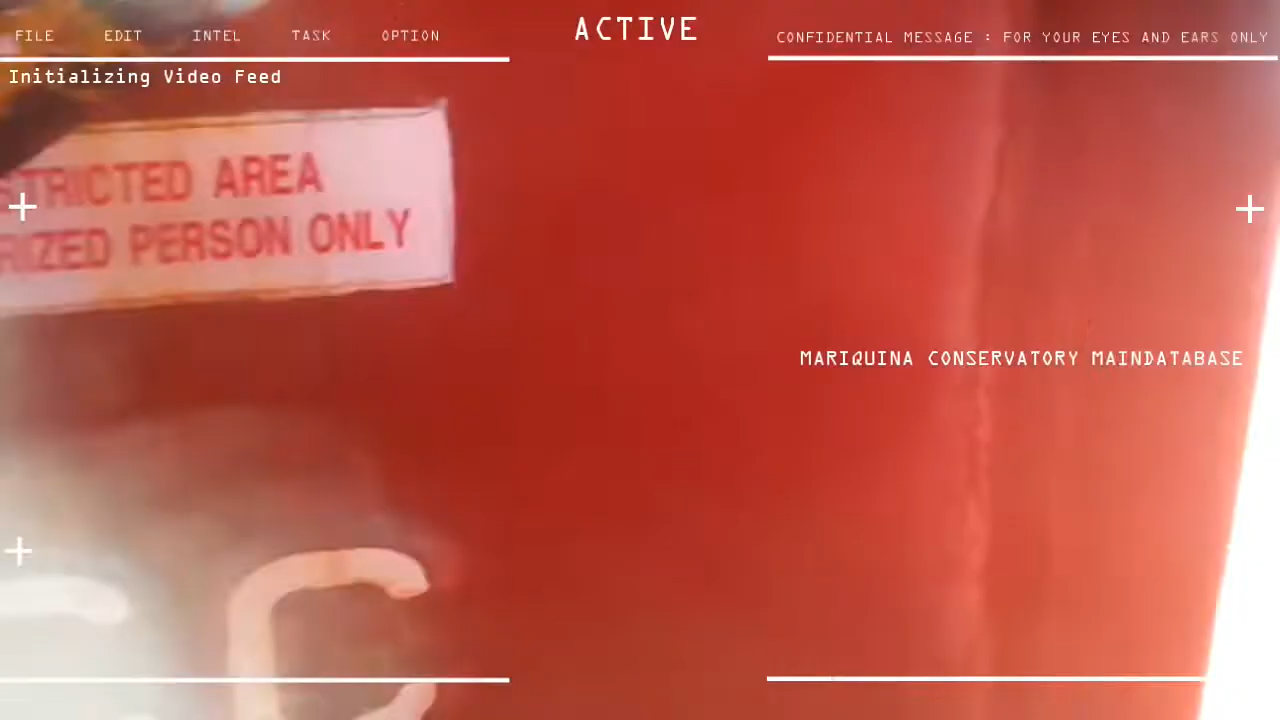 FILE EDIT INTEL TASK OPTION
ACTIVE
CONFIDENTIAL MESSAGE : FOR YOUR EYES AND EARS ONLY
Initializing Video Feed
STRICTED AREA
RIZED PERSON ONLY
MARIQUINA CONSERVATORY MAINDATABASE